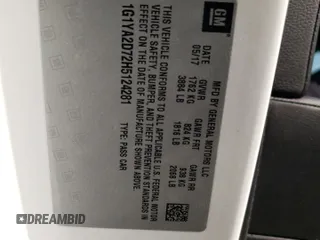 GM
MFD BY GENERAL MOTORS LLC
DATE GVWR GAWR FRT GAWR RR
05/17 1762 KG 824 KG 938 KG
3884 LB 1816 LB 2068 LB
THIS VEHICLE CONFORMS TO ALL APPLICABLE U.S. FEDERAL MOTOR
VEHICLE SAFETY, BUMPER, AND THEFT PREVENTION STANDARDS IN
EFFECT ON THE DATE OF MANUFACTURE SHOWN ABOVE.
1G1YA2D72H5124281 TYPE: PASS CAR
DREAMBID